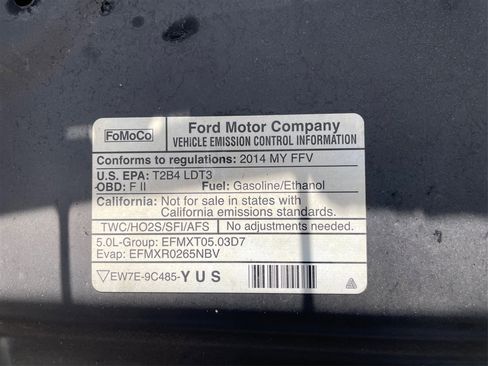 FoMoCo
Ford Motor Company
VEHICLE EMISSION CONTROL INFORMATION
Conforms to regulations: 2014 MY FFV
U.S. EPA: T2B4 LDT3
OBD: F II Fuel: Gasoline/Ethanol
California: Not for sale in states with
California emissions standards.
TWC/HO2S/SFI/AFS No adjustments needed.
5.0L-Group: EFMXT05.03D7
Evap: EFMXR0265NBV
EW7E-9C485-YUS